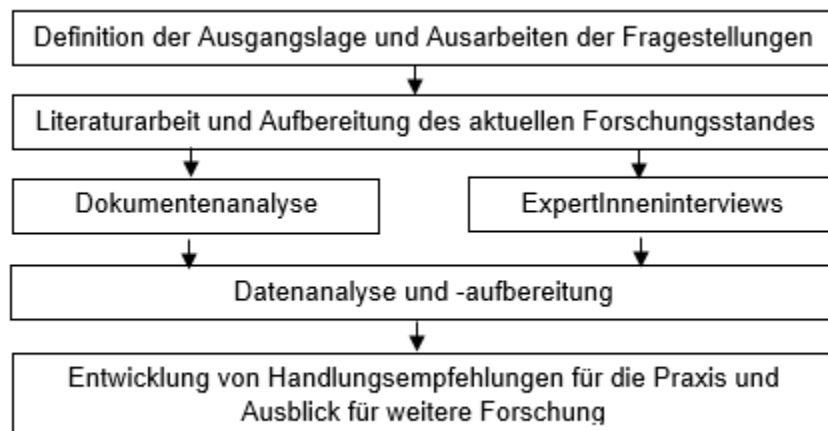 Definition der Ausgangslage und Ausarbeiten der Fragestellungen
Literaturarbeit und Aufbereitung des aktuellen Forschungsstandes
Dokumentenanalyse
ExpertInneninterviews
Datenanalyse und -aufbereitung
Entwicklung von Handlungsempfehlungen für die Praxis und
Ausblick für weitere Forschung